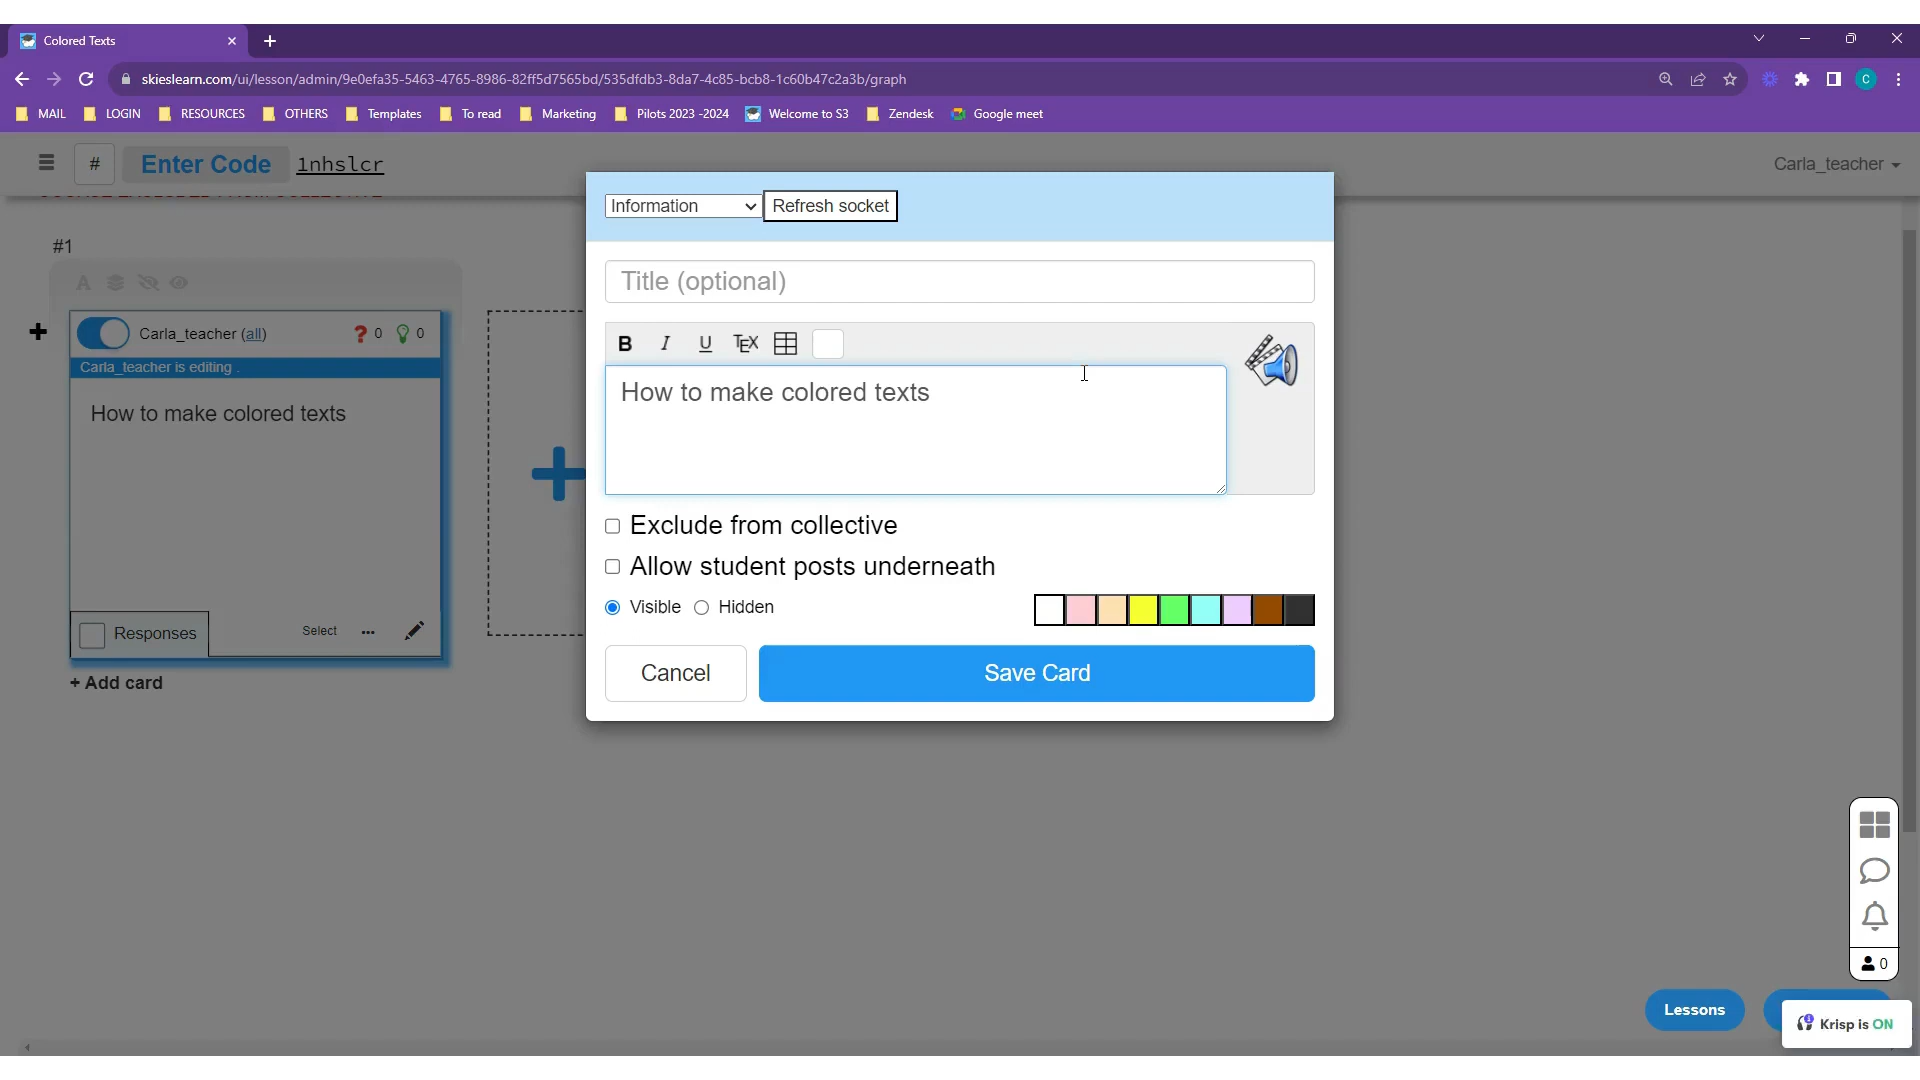 Colored Texts
skieslearn.com/ui/lesson/admin/9e0efa35-5463-4765-8986-82ff5d7565bd/535dfdb3-8da7-4c85-bcb8-1c60b47c2a3b/graph
C
MAIL LOGIN RESOURCES OTHERS Templates To read Marketing Pilots 2023 -2024 Welcome to S3 Zendesk Google meet
# Enter Code 1nhslcr Carla_teacher
Information Refresh socket
#1
Title (optional)
A
Carla_teacher (all) ? 0 0
B I U TEX
Carla_teacher is editing .
How to make colored texts
How to make colored texts
Exclude from collective
Allow student posts underneath
Visible Hidden
Responses Select ...
Cancel Save Card
+ Add card
0
Lessons
Krisp is ON